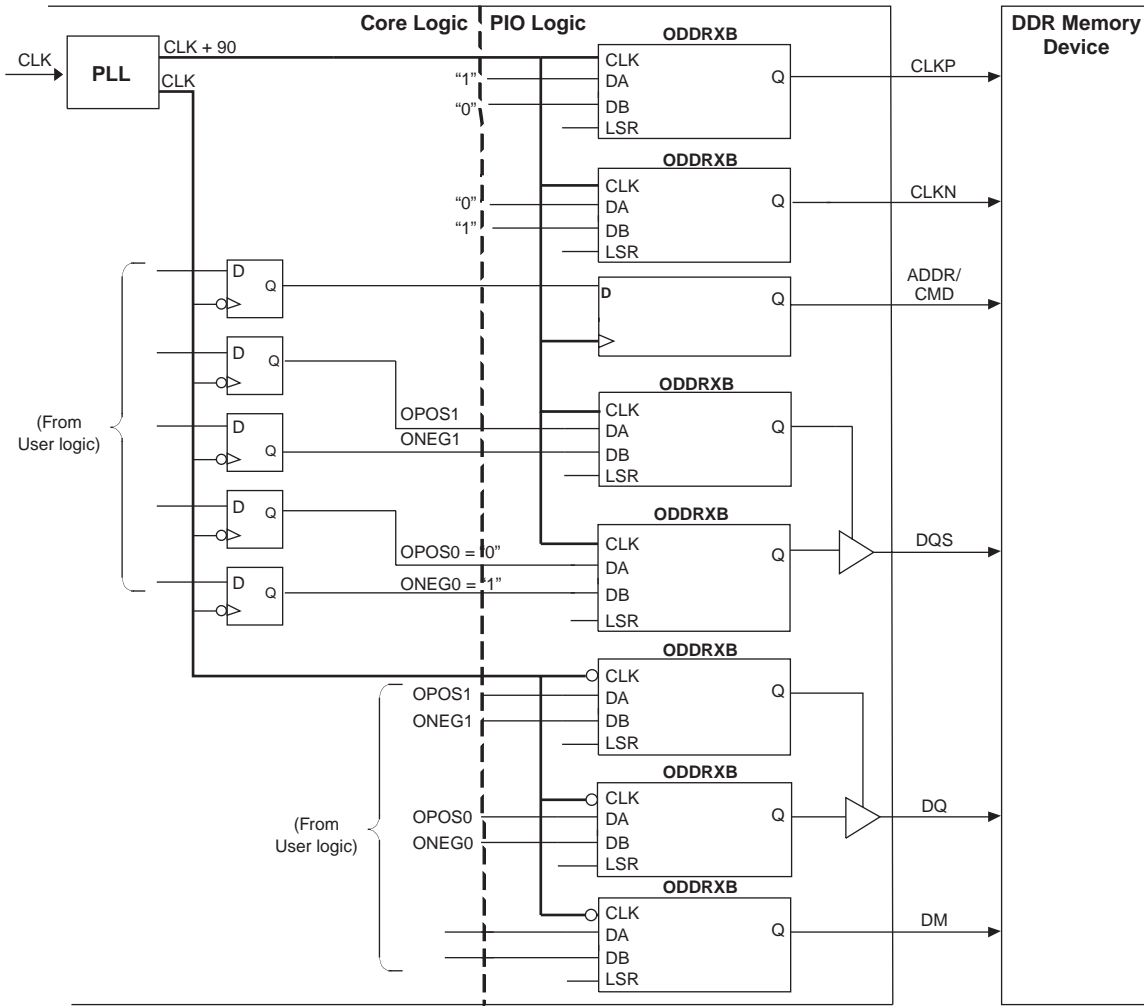 Core Logic
PIO Logic
DDR Memory
Device
CLK
PLL
CLK + 90
CLK
ODDRXB
"1"
"0"
CLK
DA
DB
LSR
Q
CLKP
ODDRXB
"0"
"1"
CLK
DA
DB
LSR
Q
CLKN
D
Q
D
Q
ADDR/
CMD
D
Q
OPOS1
D
Q
ONEG1
(From
User logic)
ODDRXB
CLK
DA
DB
LSR
Q
D
Q
OPOS0 = "0"
D
Q
ONEG0 = "1"
ODDRXB
CLK
DA
DB
LSR
Q
DQS
ODDRXB
OPOS1
ONEG1
CLK
DA
DB
LSR
Q
ODDRXB
(From
User logic)
OPOS0
ONEG0
CLK
DA
DB
LSR
Q
DQ
ODDRXB
CLK
DA
DB
LSR
Q
DM